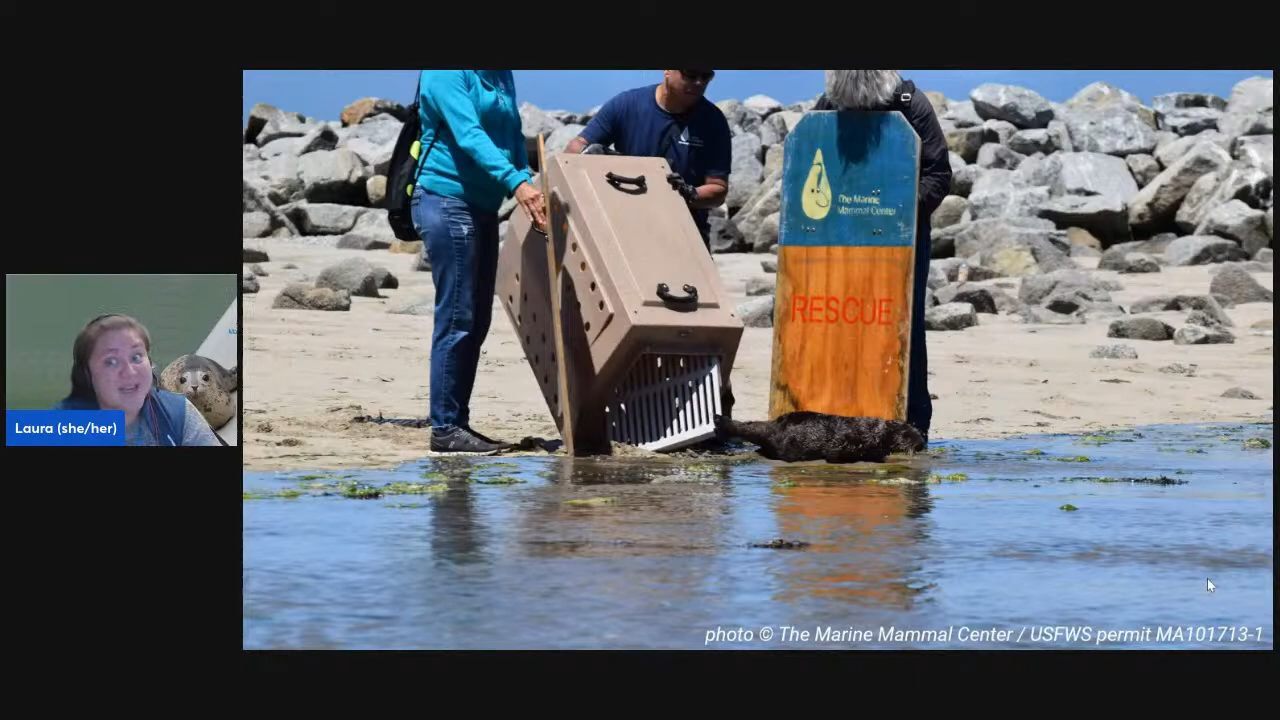 The Marine
Mammal Center
RESCUE
Laura (she/her)
photo © The Marine Mammal Center / USFWS permit MA101713-1